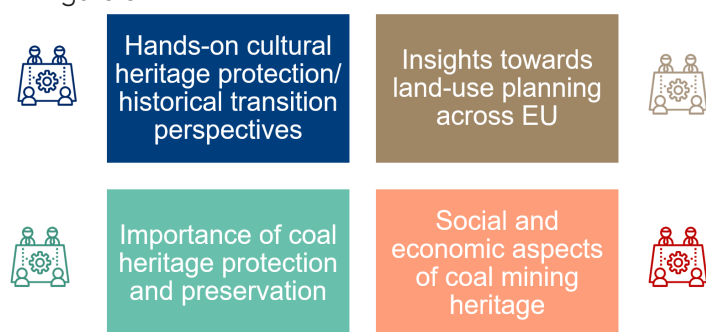 Hands-on cultural
heritage protection/
historical transition
perspectives
Insights towards
land-use planning
across EU
Importance of coal
heritage protection
and preservation
Social and
economic aspects
of coal mining
heritage